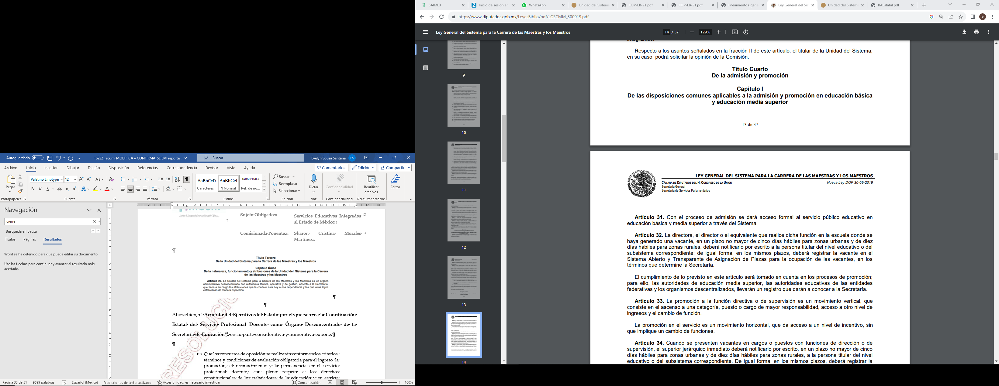 Autoguardado
16232 _acum_MODIFICA y CONFIRMA_SEIEM_reporte...
Buscar
Evelyn Souza Santana
ES
Archivo Inicio Insertar Dibujar Diseño Disposición Referencias Correspondencia Revisar Vista Ayuda
Comentarios Edición Compartir
Pegar
Palatino Linotype 12
N K S ab
AaBbCcD AaBbCcI AaBbCcDdEe
Caracteres... ¶ Normal Ref. de no...
Buscar
Reemplazar
Seleccionar
Dictar
Confidencialidad
Reutilizar archivos
Editor
Portapapeles Fuente Párrafo Estilos Edición Voz Confidencialidad Reutilizar archivos
Navegación
cierre
Búsqueda en pausa
Títulos Páginas Resultados
Word se ha detenido para que pueda editar su documento.
Use las flechas para continuar y avanzar al resultado más
acertado.
Sujeto·Obligado:¤ Servicios· Educativos· Integrados·
al·Estado·de·México¤
Comisionada·Ponente:¤ Sharon· Cristina· Morales·
Martínez¤
¶
Título Tercero
De la Unidad del Sistema para la Carrera de las Maestras y los Maestros
Capítulo Único
De la naturaleza, funcionamiento y atribuciones de la Unidad del Sistema para la Carrera
de las Maestras y los Maestros
Artículo 26. La Unidad del Sistema para la Carrera de las Maestras y los Maestros es un órgano
administrativo desconcentrado con autonomía técnica, operativa y de gestión, adscrito a la Secretaría,
que tiene a su cargo las atribuciones que le confiere esta Ley a esa dependencia y las que otras leyes
establezcan de manera específica.
¶
¶
Ahora·bien,·el·Acuerdo·del·Ejecutivo·del·Estado·por·el·que·se·crea·la·Coordinación·
Estatal· del· Servicio· Profesional· Docente· como· Órgano· Desconcentrado· de· la·
Secretaría·de·Educación,·en·su·parte·considerativa·y·numerativa·expone:¶
¶
•→ Que·los·concursos·de·oposición·se·realizarán·conforme·a·los·criterios,·
términos·y·condiciones·de·evaluación·obligatoria·para·el·ingreso,·la·
promoción,· el· reconocimiento· y· la· permanencia· en· el· servicio·
profesional· docente,· con· pleno· respeto· a· los· derechos·
constitucionales·de·los·trabajadores·de·la·educación·y·en·estricta·
RESOLUCIÓ
Página 33 de 51 9699 palabras Español (México) Predicciones de texto: activado Accesibilidad: es necesario investigar Concentración 100%
SAIMEX
Inicio de sesión en
WhatsApp
Unidad del Sistema
COP-EB-21.pdf
COP-EB-21.pdf
lineamientos_gene
Ley General del Sis
Unidad del Sistema
BAEstatal.pdf
https://www.diputados.gob.mx/LeyesBiblio/pdf/LGSCMM_300919.pdf
Ley General del Sistema para la Carrera de las Maestras y los Maestros
14 / 37
129%
9
10
11
12
13
14
integrantes.
Respecto a los asuntos señalados en la fracción II de este artículo, el titular de la Unidad del Sistema,
en su caso, podrá solicitar la opinión de la Comisión.
Título Cuarto
De la admisión y promoción
Capítulo I
De las disposiciones comunes aplicables a la admisión y promoción en educación básica
y educación media superior
13 de 37
ESTADOS UNIDOS MEXICANOS
LEY GENERAL DEL SISTEMA PARA LA CARRERA DE LAS MAESTRAS Y LOS MAESTROS
CÁMARA DE DIPUTADOS DEL H. CONGRESO DE LA UNIÓN
Nueva Ley DOF 30-09-2019
Secretaría General
Secretaría de Servicios Parlamentarios
Artículo 31. Con el proceso de admisión se dará acceso formal al servicio público educativo en
educación básica y media superior a través del Sistema.
Artículo 32. La directora, el director o el equivalente que realice dicha función en la escuela donde se
haya generado una vacante, en un plazo no mayor de cinco días hábiles para zonas urbanas y de diez
días hábiles para zonas rurales, deberá notificarlo por escrito a la persona titular del nivel educativo o del
subsistema correspondiente; de igual forma, en los mismos plazos, deberá registrar la vacante en el
Sistema Abierto y Transparente de Asignación de Plazas para la ocupación de las vacantes, en los
términos que determine la Secretaría.
El cumplimiento de lo previsto en este artículo será tomado en cuenta en los procesos de promoción;
para ello, las autoridades de educación media superior, las autoridades educativas de las entidades
federativas y los organismos descentralizados, llevarán un registro que darán a conocer a la Secretaría.
Artículo 33. La promoción a la función directiva o de supervisión es un movimiento vertical, que
consiste en el ascenso a una categoría, puesto o cargo de mayor responsabilidad, acceso a otro nivel de
ingresos y el cambio de función.
La promoción en el servicio es un movimiento horizontal, que da acceso a un nivel de incentivo, sin
que implique un cambio de funciones.
Artículo 34. Cuando se presenten vacantes en cargos o puestos con funciones de dirección o de
supervisión, el superior jerárquico inmediato deberá notificarlo por escrito, en un plazo no mayor de cinco
días hábiles para zonas urbanas y de diez días hábiles para zonas rurales, a la persona titular del nivel
educativo o del subsistema correspondiente. De igual forma, en los mismos plazos, deberá registrar la